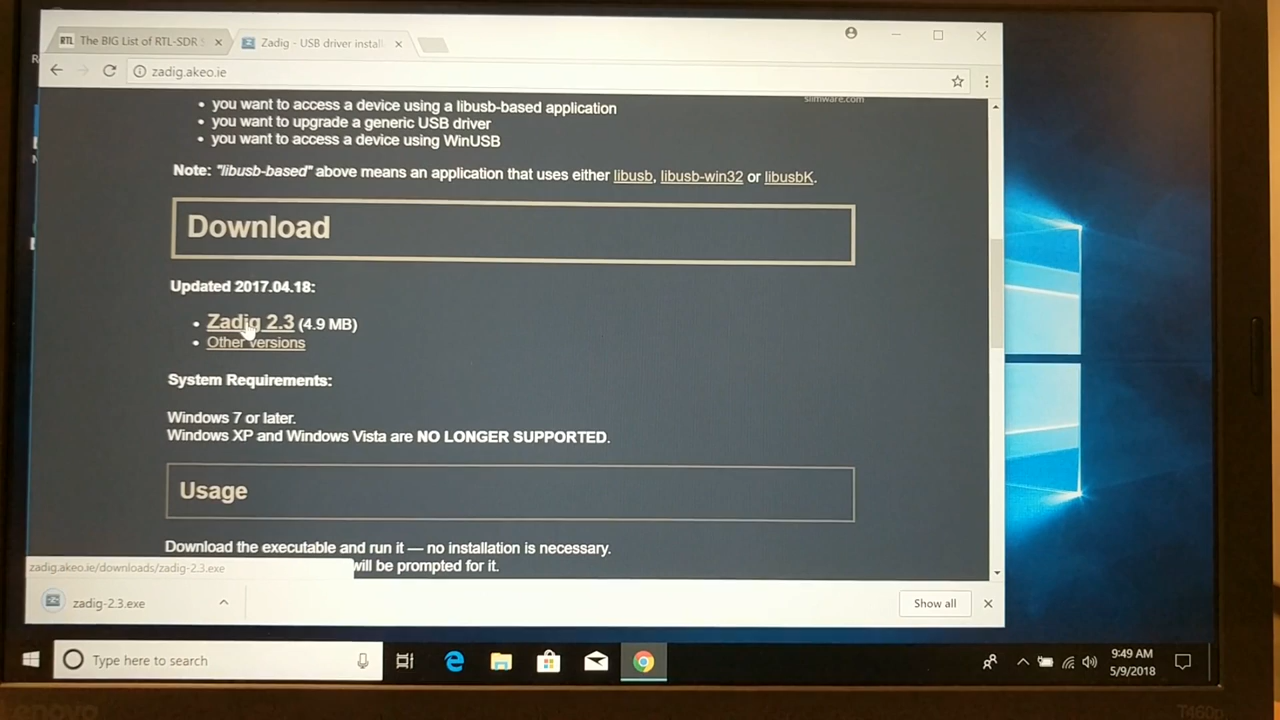 RTL The BIG List of RTL-SDR S
Zadig - USB driver install
zadig.akeo.ie
slimware.com
• you want to access a device using a libusb-based application
• you want to upgrade a generic USB driver
• you want to access a device using WinUSB
Note: "libusb-based" above means an application that uses either libusb, libusb-win32 or libusbK.
Download
Updated 2017.04.18:
• Zadig 2.3 (4.9 MB)
• Other versions
System Requirements:
Windows 7 or later.
Windows XP and Windows Vista are NO LONGER SUPPORTED.
Usage
Download the executable and run it — no installation is necessary.
will be prompted for it.
zadig.akeo.ie/downloads/zadig-2.3.exe
zadig-2.3.exe
Show all
Type here to search
9:49 AM
5/9/2018
Lenovo
T460p